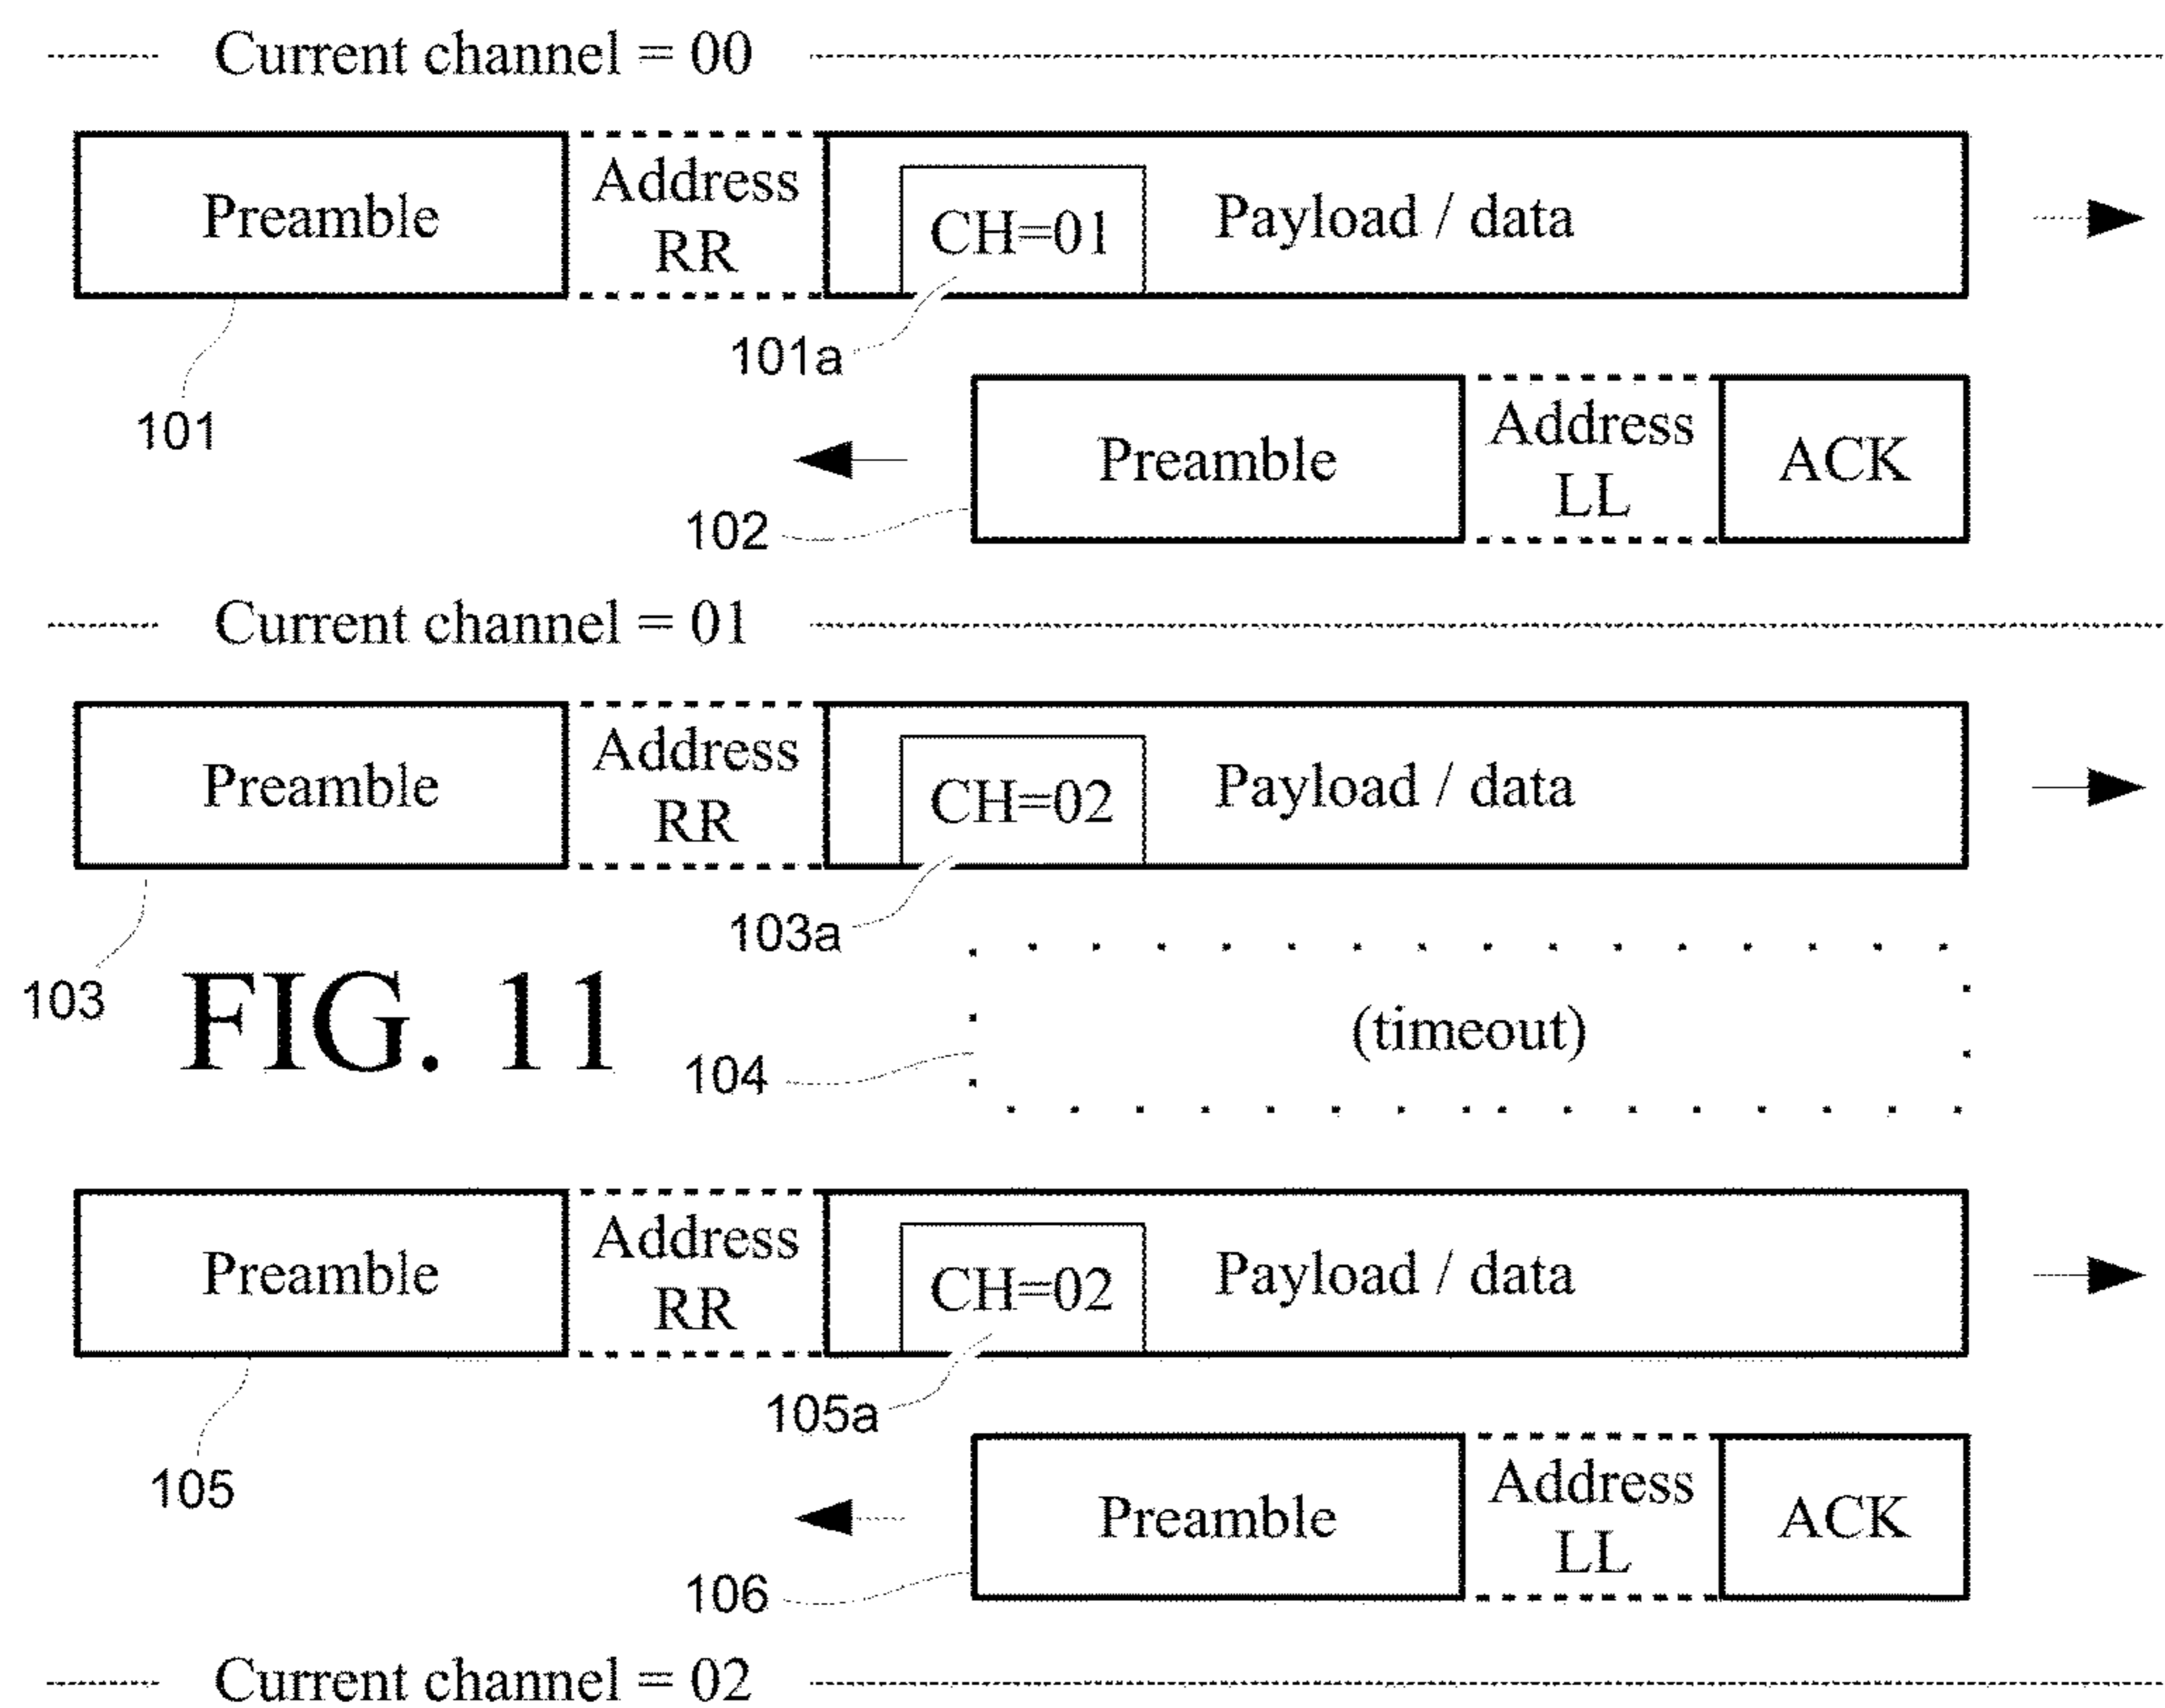 Current channel = 00
Preamble
Address
RR
CH=01
Payload / data
101a
101
Preamble
Address
LL
ACK
102
Current channel = 01
Preamble
Address
RR
CH=02
Payload / data
103a
103
FIG. 11
(timeout)
104
Preamble
Address
RR
CH=02
Payload / data
105a
105
Preamble
Address
LL
ACK
106
Current channel = 02